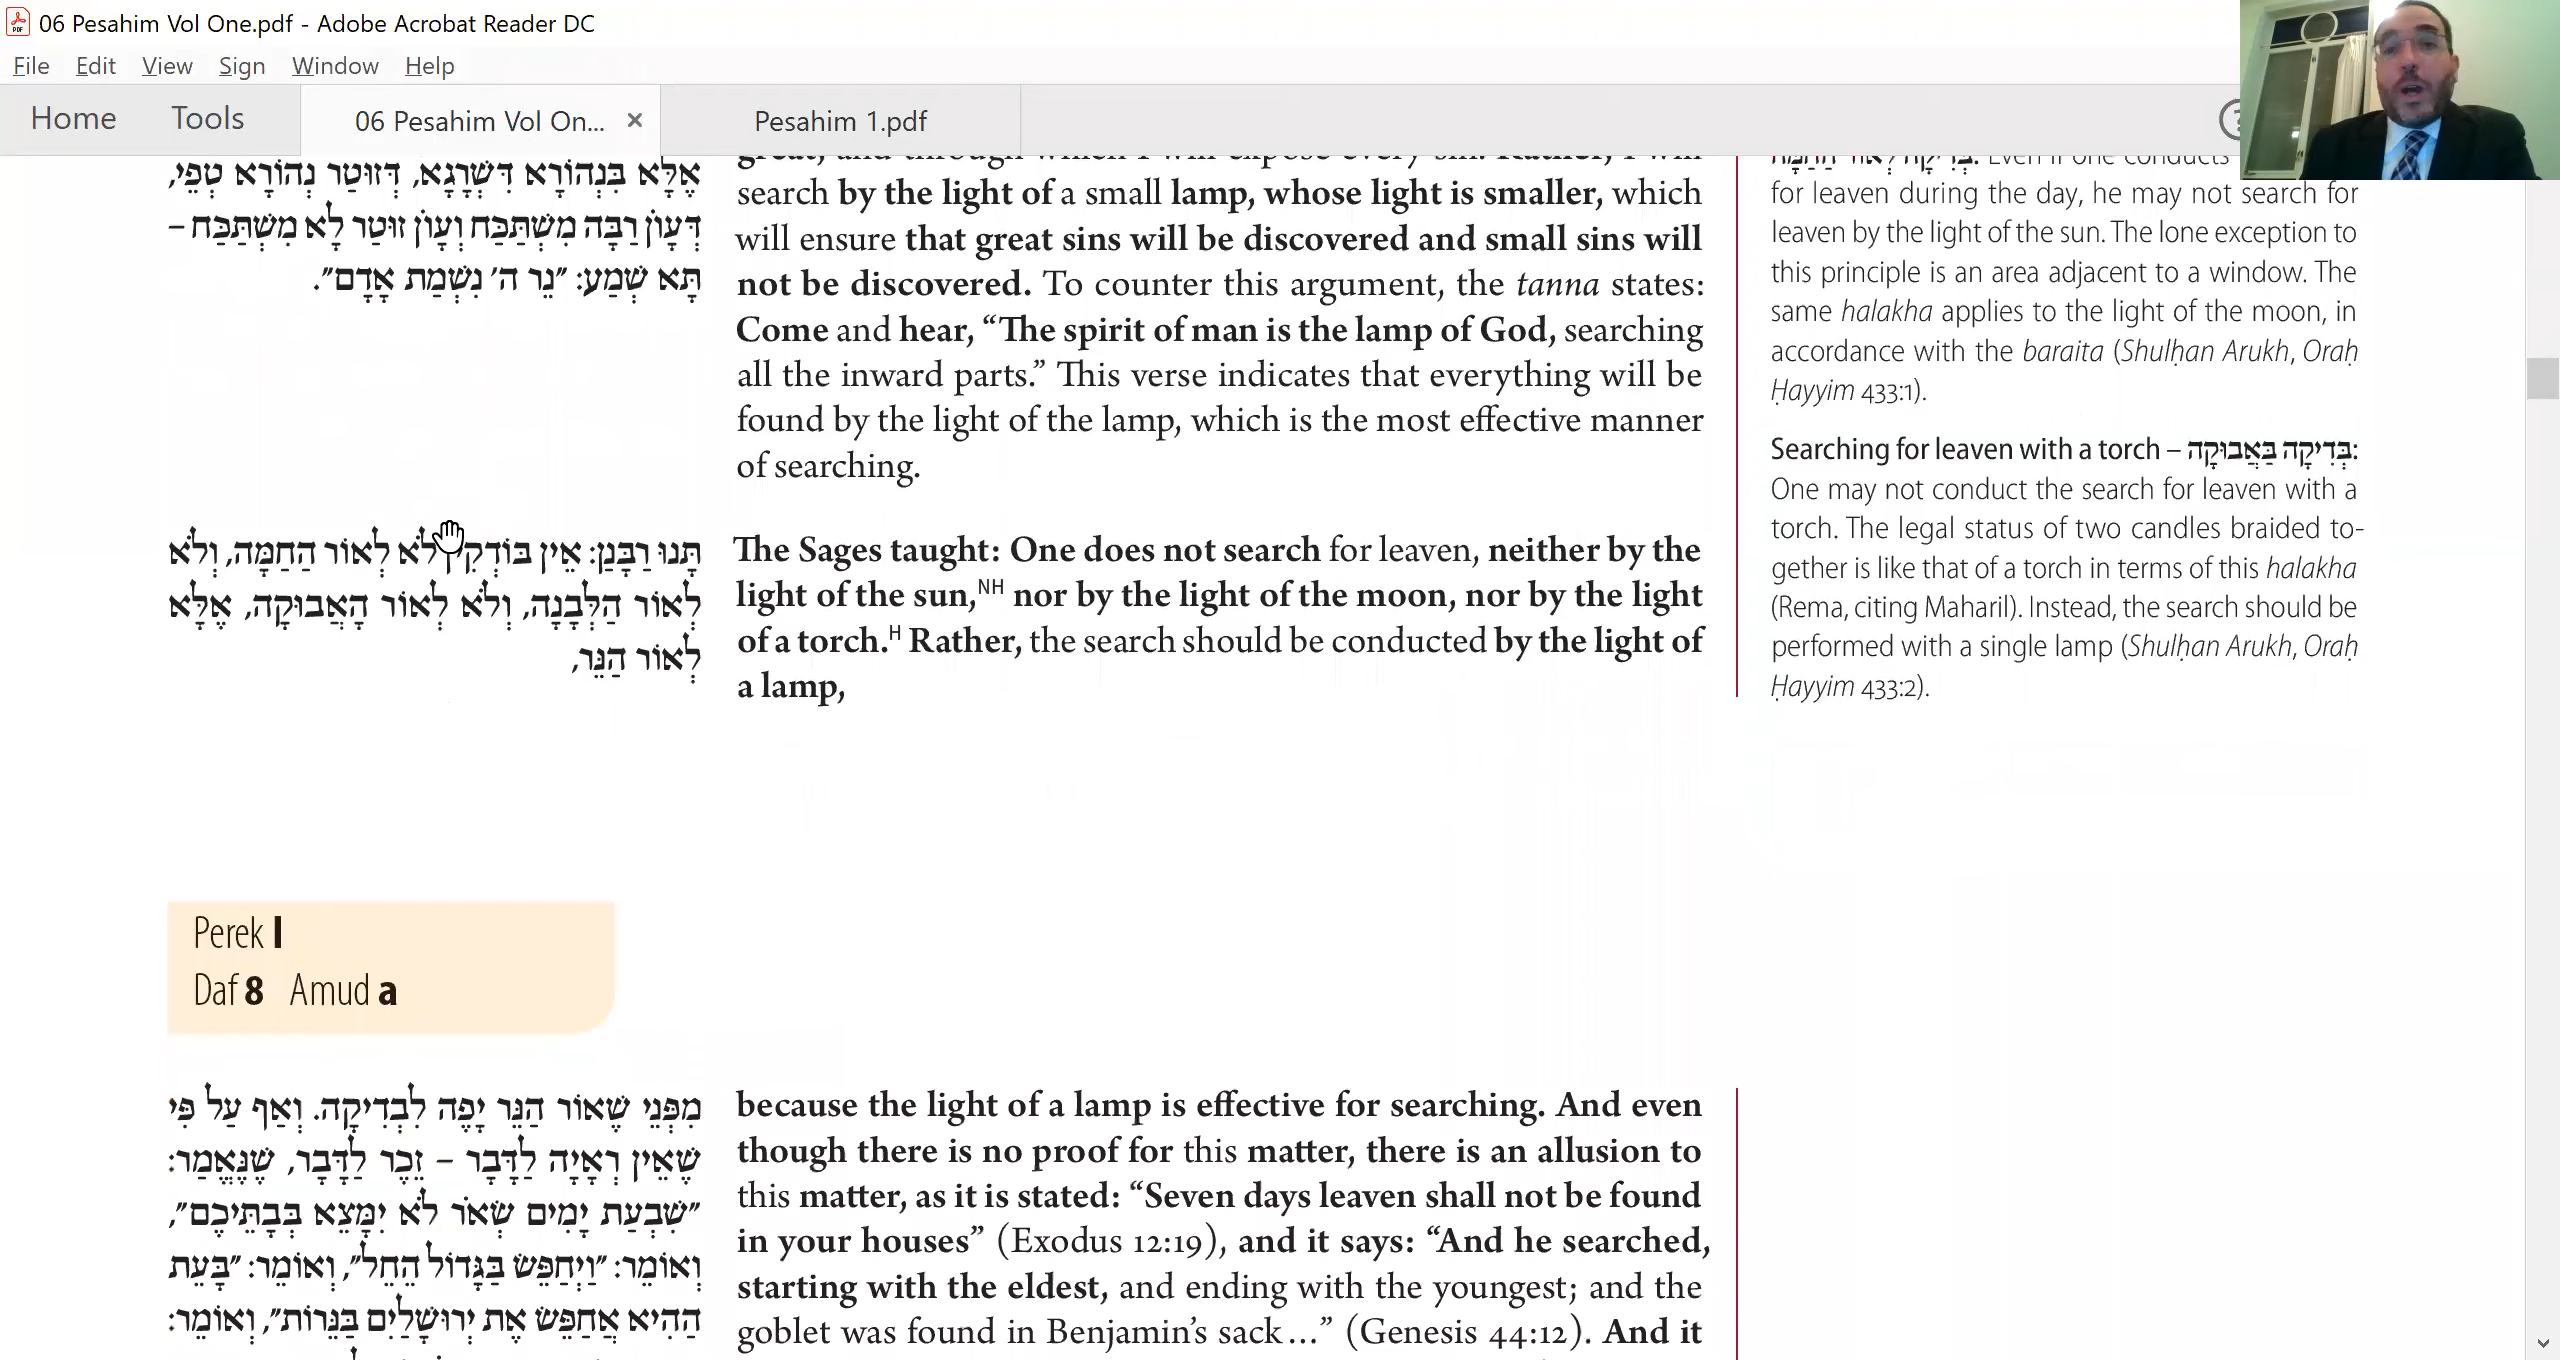 06 Pesahim Vol One.pdf - Adobe Acrobat Reader DC
File Edit View Sign Window Help
Home Tools 06 Pesahim Vol On... × Pesahim 1.pdf
אֶלָּא בִּנְהוֹרָא דִּשְׁרָגָא, דְּזוּטַר נְהוֹרָא טְפֵי,
דְּעָוֹן רַבָּה מִשְׁתַּכַּח וְעָוֹן זוּטַר לָא מִשְׁתַּכַּח –
תָּא שְׁמַע: ״נֵר ה׳ נִשְׁמַת אָדָם״.
תָּנוּ רַבָּנַן: אֵין בּוֹדְקִין לֹא לְאוֹר הַחַמָּה, וְלֹא
לְאוֹר הַלְּבָנָה, וְלֹא לְאוֹר הָאֲבוּקָה, אֶלָּא
לְאוֹר הַנֵּר,
great, and through which I will expose every sin. Rather, I will
search by the light of a small lamp, whose light is smaller, which
will ensure that great sins will be discovered and small sins will
not be discovered. To counter this argument, the tanna states:
Come and hear, “The spirit of man is the lamp of God, searching
all the inward parts.” This verse indicates that everything will be
found by the light of the lamp, which is the most effective manner
of searching.
The Sages taught: One does not search for leaven, neither by the
light of the sun,NH nor by the light of the moon, nor by the light
of a torch.H Rather, the search should be conducted by the light of
a lamp,
בְּדִיקָה לְאוֹר הַחַמָּה: Even if one conducts
for leaven during the day, he may not search for
leaven by the light of the sun. The lone exception to
this principle is an area adjacent to a window. The
same halakha applies to the light of the moon, in
accordance with the baraita (Shulḥan Arukh, Oraḥ
Ḥayyim 433:1).
Searching for leaven with a torch – בְּדִיקָה בַּאֲבוּקָה:
One may not conduct the search for leaven with a
torch. The legal status of two candles braided to-
gether is like that of a torch in terms of this halakha
(Rema, citing Maharil). Instead, the search should be
performed with a single lamp (Shulḥan Arukh, Oraḥ
Ḥayyim 433:2).
Perek I
Daf 8 Amud a
מִפְּנֵי שֶׁאוֹר הַנֵּר יָפֶה לִבְדִיקָה. וְאַף עַל פִּי
שֶׁאֵין רְאָיָה לַדָּבָר – זֵכֶר לַדָּבָר, שֶׁנֶּאֱמַר:
״שִׁבְעַת יָמִים שְׂאֹר לֹא יִמָּצֵא בְּבָתֵּיכֶם״,
וְאוֹמֵר: ״וַיְחַפֵּשׂ בַּגָּדוֹל הֵחֵל״, וְאוֹמֵר: ״בָּעֵת
הַהִיא אֲחַפֵּשׂ אֶת יְרוּשָׁלַיִם בַּנֵּרוֹת״, וְאוֹמֵר:
because the light of a lamp is effective for searching. And even
though there is no proof for this matter, there is an allusion to
this matter, as it is stated: “Seven days leaven shall not be found
in your houses” (Exodus 12:19), and it says: “And he searched,
starting with the eldest, and ending with the youngest; and the
goblet was found in Benjamin’s sack…” (Genesis 44:12). And it